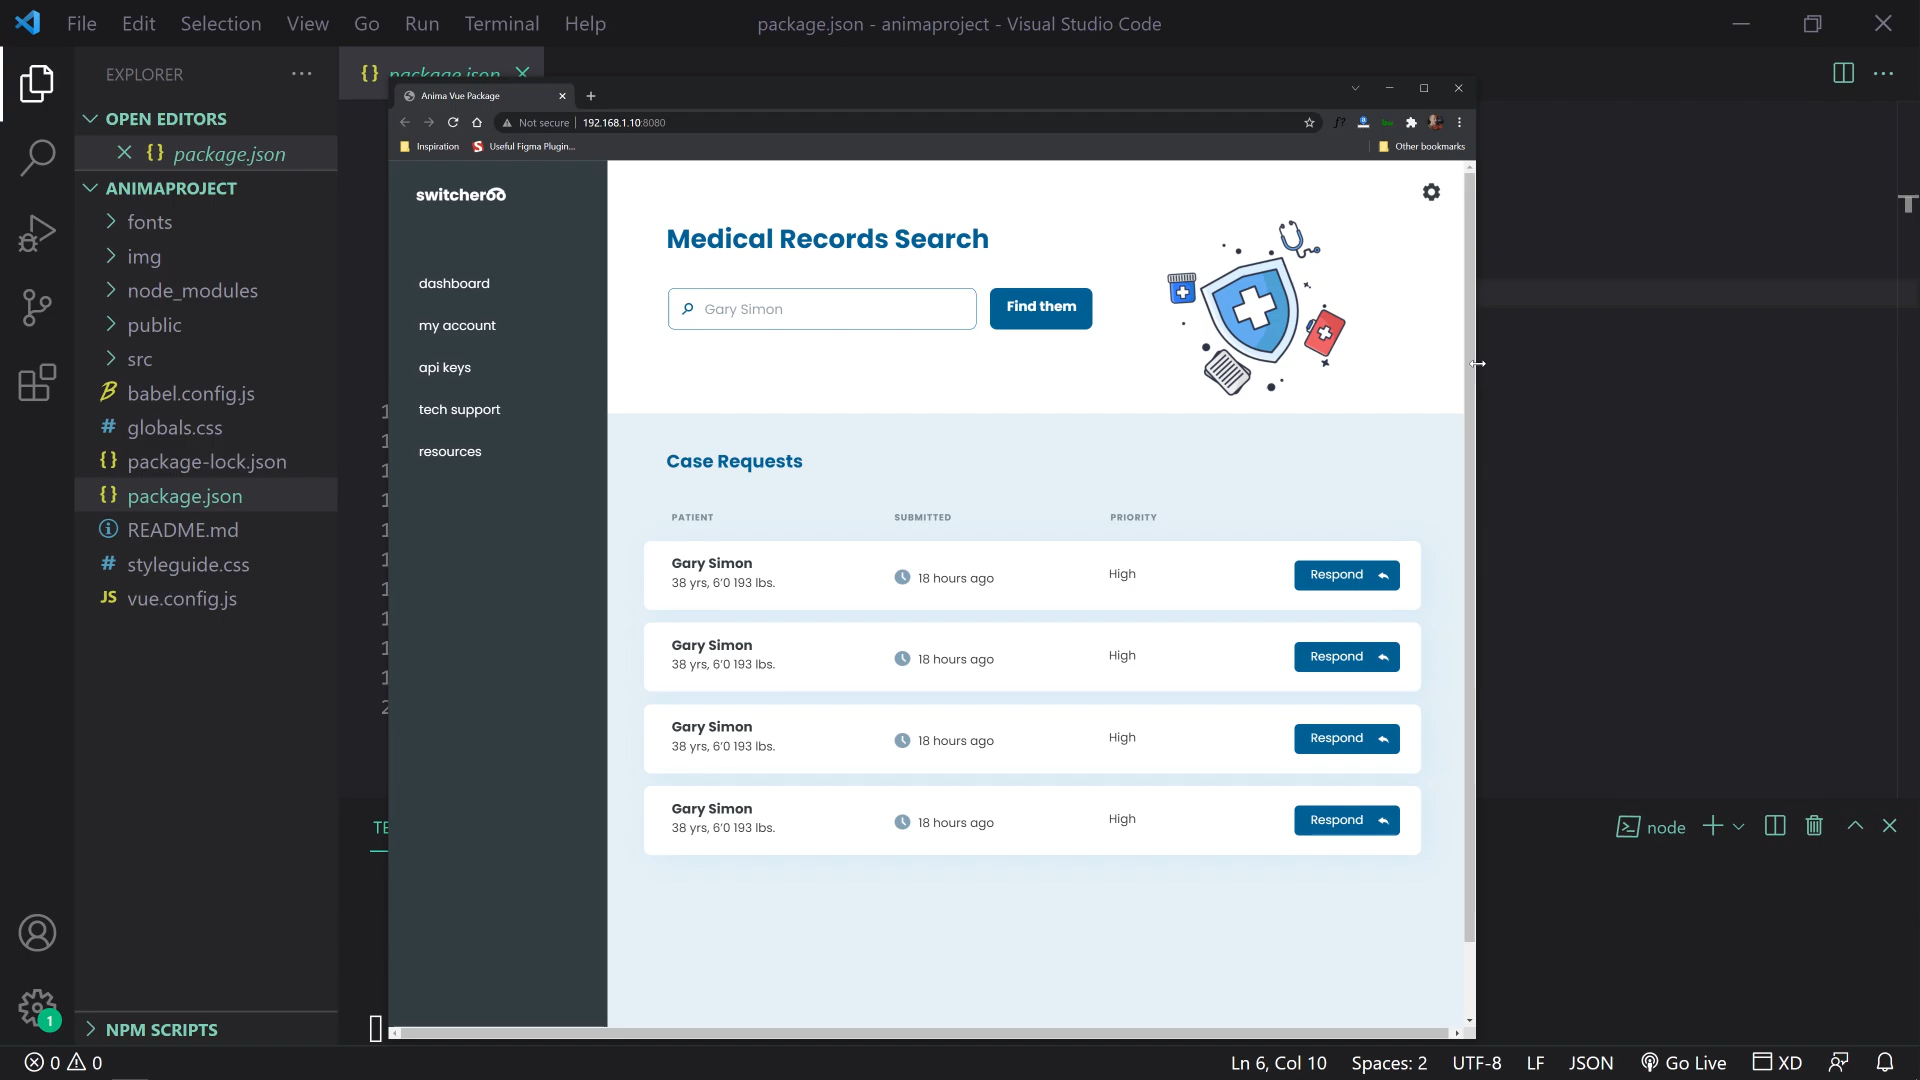 File Edit Selection View Go Run Terminal Help
package.json - animaproject - Visual Studio Code
EXPLORER
package.json
OPEN EDITORS
package.json
ANIMAPROJECT
fonts
img
node_modules
public
src
babel.config.js
globals.css
package-lock.json
package.json
README.md
styleguide.css
vue.config.js
NPM SCRIPTS
Anima Vue Package
Not secure 192.168.1.10:8080
Inspiration Useful Figma Plugin... Other bookmarks
switcheroo
dashboard
my account
api keys
tech support
resources
Medical Records Search
Gary Simon Find them
Case Requests
PATIENT SUBMITTED PRIORITY
Gary Simon
38 yrs, 6’0 193 lbs.
18 hours ago High Respond
Gary Simon
38 yrs, 6’0 193 lbs.
18 hours ago High Respond
Gary Simon
38 yrs, 6’0 193 lbs.
18 hours ago High Respond
Gary Simon
38 yrs, 6’0 193 lbs.
18 hours ago High Respond
node
1
0 0
Ln 6, Col 10 Spaces: 2 UTF-8 LF JSON Go Live XD